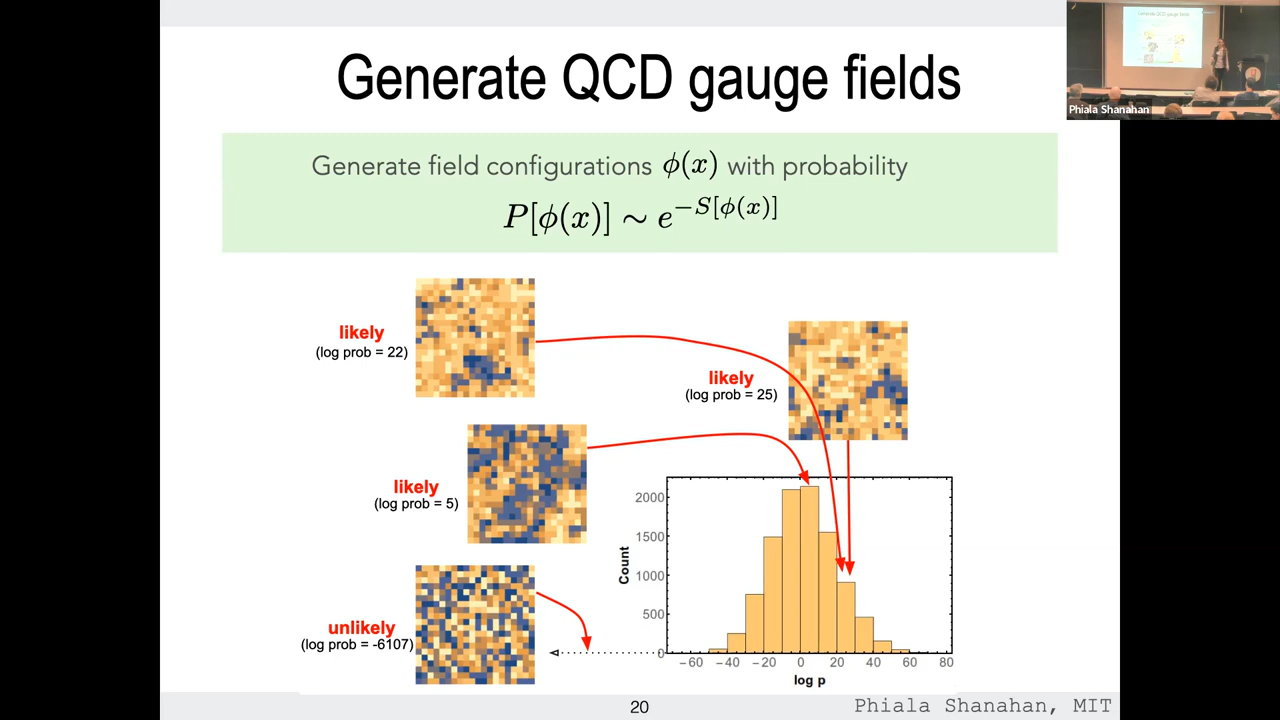 Generate QCD gauge fields
Phiala Shanahan
Generate field configurations ϕ(x) with probability
P[ϕ(x)] ∼ e^{−S[ϕ(x)]}
likely
(log prob = 22)
likely
(log prob = 25)
likely
(log prob = 5)
unlikely
(log prob = -6107)
Count
2000
1500
1000
500
0
−60 −40 −20 0 20 40 60 80
log p
20
Phiala Shanahan, MIT